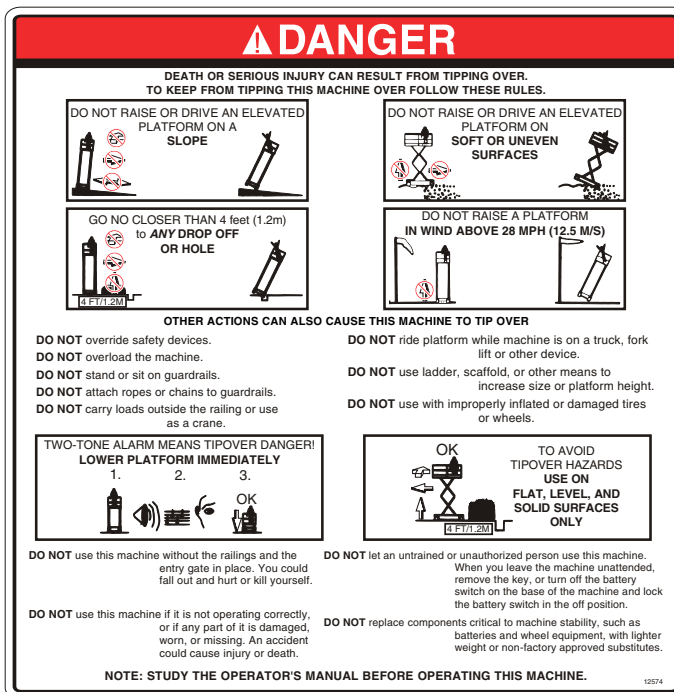 DANGER
DEATH OR SERIOUS INJURY CAN RESULT FROM TIPPING OVER.
TO KEEP FROM TIPPING THIS MACHINE OVER FOLLOW THESE RULES.
DO NOT RAISE OR DRIVE AN ELEVATED
PLATFORM ON A
SLOPE
DO NOT RAISE OR DRIVE AN ELEVATED
PLATFORM ON
SOFT OR UNEVEN
SURFACES
GO NO CLOSER THAN 4 feet (1.2m)
to ANY DROP OFF
OR HOLE
4 FT/1.2M
DO NOT RAISE A PLATFORM
IN WIND ABOVE 28 MPH (12.5 M/S)
OTHER ACTIONS CAN ALSO CAUSE THIS MACHINE TO TIP OVER
DO NOT override safety devices.
DO NOT overload the machine.
DO NOT stand or sit on guardrails.
DO NOT attach ropes or chains to guardrails.
DO NOT carry loads outside the railing or use
as a crane.
DO NOT ride platform while machine is on a truck, fork
lift or other device.
DO NOT use ladder, scaffold, or other means to
increase size or platform height.
DO NOT use with improperly inflated or damaged tires
or wheels.
TWO-TONE ALARM MEANS TIPOVER DANGER!
LOWER PLATFORM IMMEDIATELY
1. 2. 3.
OK
OK
4 FT/1.2M
TO AVOID
TIPOVER HAZARDS
USE ON
FLAT, LEVEL, AND
SOLID SURFACES
ONLY
DO NOT use this machine without the railings and the
entry gate in place. You could
fall out and hurt or kill yourself.
DO NOT use this machine if it is not operating correctly,
or if any part of it is damaged,
worn, or missing. An accident
could cause injury or death.
DO NOT let an untrained or unauthorized person use this machine.
When you leave the machine unattended,
remove the key, or turn off the battery
switch on the base of the machine and lock
the battery switch in the off position.
DO NOT replace components critical to machine stability, such as
batteries and wheel equipment, with lighter
weight or non-factory approved substitutes.
NOTE: STUDY THE OPERATOR'S MANUAL BEFORE OPERATING THIS MACHINE.
12574